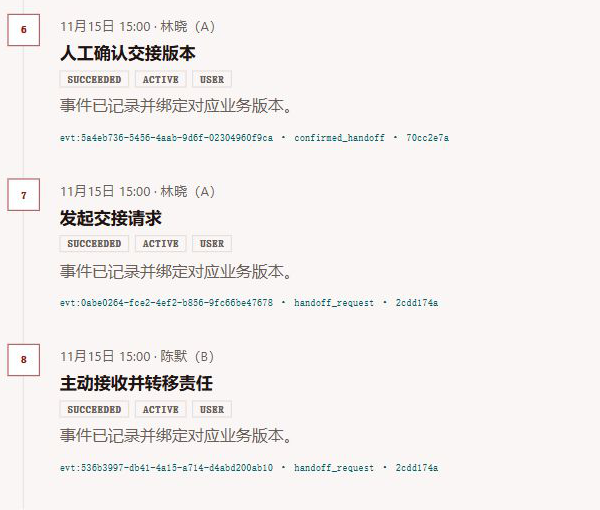 6
11月15日 15:00 · 林晓（A）
人工确认交接版本
SUCCEEDED ACTIVE USER
事件已记录并绑定对应业务版本。
evt:5a4eb736-5456-4aab-9d6f-02304960f9ca · confirmed_handoff · 70cc2e7a
7
11月15日 15:00 · 林晓（A）
发起交接请求
SUCCEEDED ACTIVE USER
事件已记录并绑定对应业务版本。
evt:0abe0264-fce2-4ef2-b856-9fc66be47678 · handoff_request · 2cdd174a
8
11月15日 15:00 · 陈默（B）
主动接收并转移责任
SUCCEEDED ACTIVE USER
事件已记录并绑定对应业务版本。
evt:536b3997-db41-4a15-a714-d4abd200ab10 · handoff_request · 2cdd174a